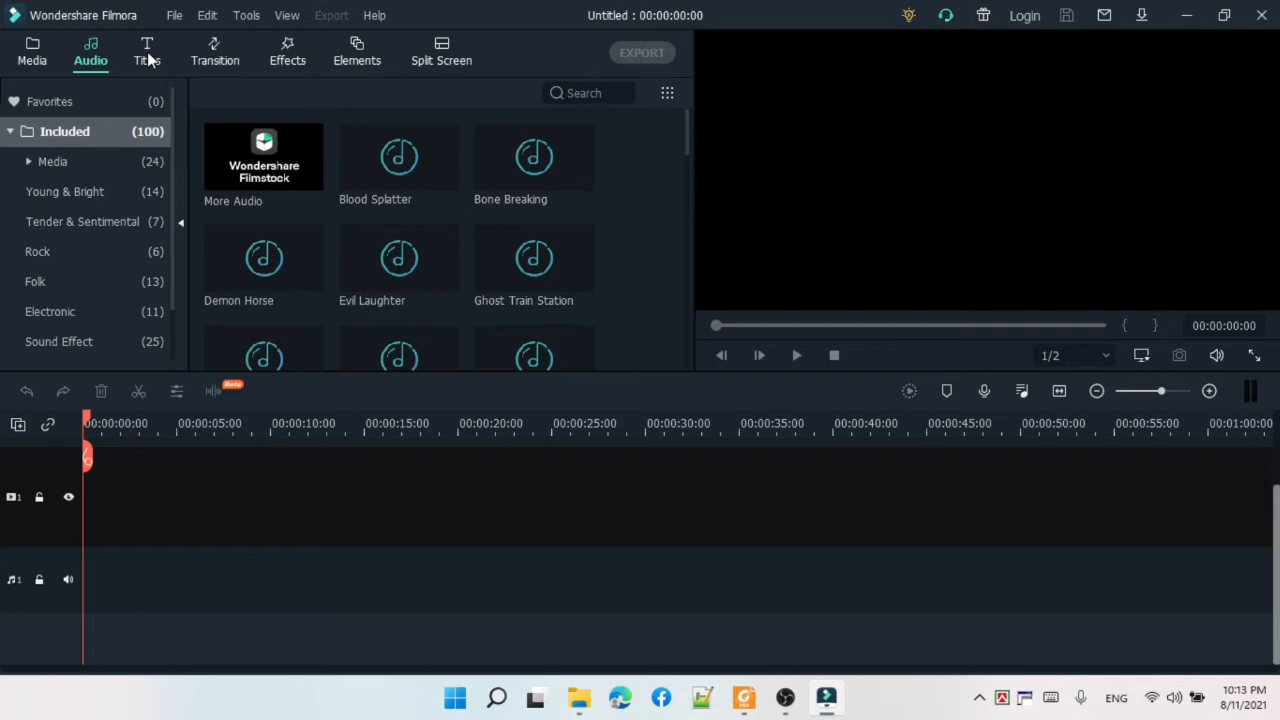 Wondershare Filmora File Edit Tools View Export Help Untitled : 00:00:00:00 Login
Media Audio Titles Transition Effects Elements Split Screen EXPORT
Favorites (0)
Search
Included (100)
Media (24)
Young & Bright (14)
Tender & Sentimental (7)
Rock (6)
Folk (13)
Electronic (11)
Sound Effect (25)
Wondershare
Filmstock
More Audio Blood Splatter Bone Breaking
Demon Horse Evil Laughter Ghost Train Station
{ } 00:00:00:00
1/2
Beta
00:00:00:00 00:00:05:00 00:00:10:00 00:00:15:00 00:00:20:00 00:00:25:00 00:00:30:00 00:00:35:00 00:00:40:00 00:00:45:00 00:00:50:00 00:00:55:00 00:01:00:00
1
1
ENG 10:13 PM
8/11/2021